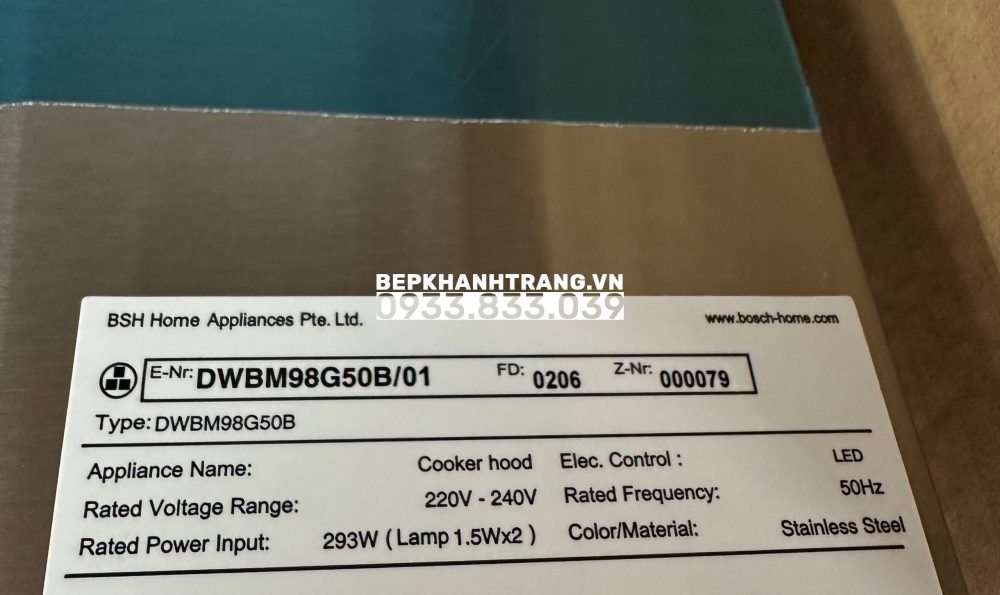 BEPKHANHTRANG.VN
0933.833.039
BSH Home Appliances Pte. Ltd. www.bosch-home.com
E-Nr: DWBM98G50B/01 FD: 0206 Z-Nr: 000079
Type: DWBM98G50B
Appliance Name: Cooker hood Elec. Control : LED
Rated Voltage Range: 220V - 240V Rated Frequency: 50Hz
Rated Power Input: 293W ( Lamp 1.5Wx2 ) Color/Material: Stainless Steel